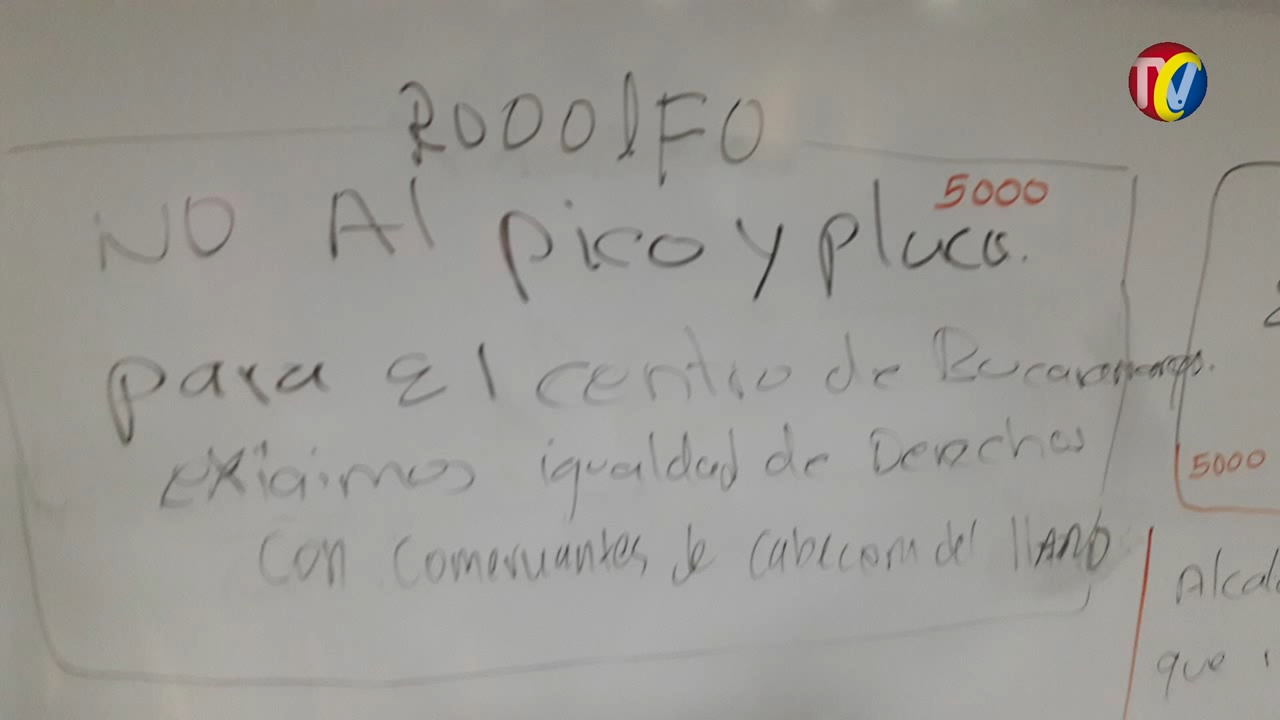 TVC
RODOlFO
5000
NO Al pico y placa.
para El centro de Bucaramanga.
exigimos igualdad de Derechos
5000
con comerciantes de cabecera del llANO
Alcal
que